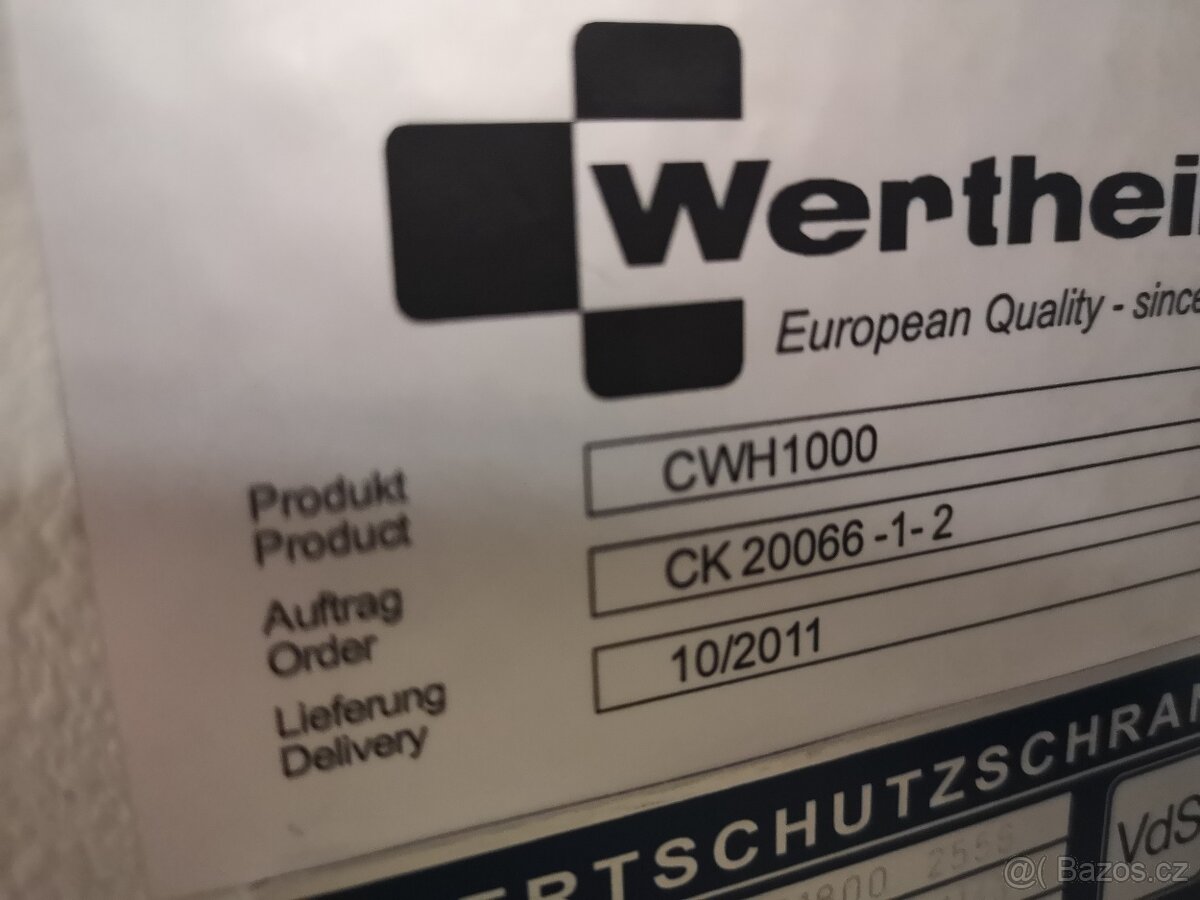 Werthei
European Quality - since
Produkt
Product
CWH1000
Auftrag
Order
CK 20066 -1- 2
Lieferung
Delivery
10/2011
ERTSCHUTZSCHRAN
VdS
@( Bazos.cz